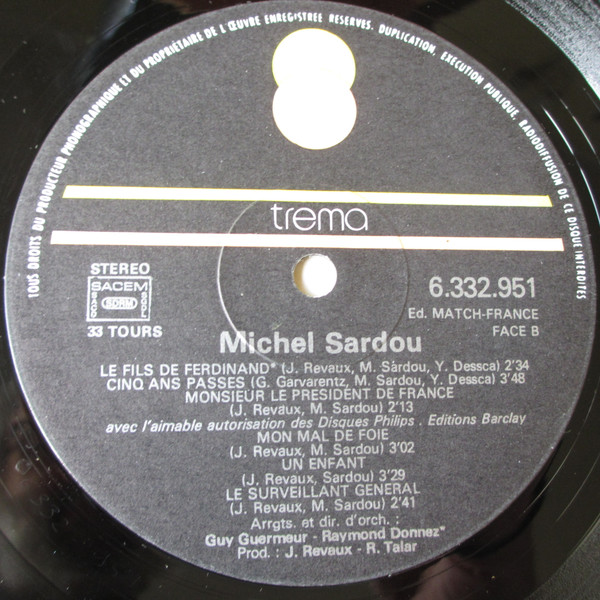 TOUS DROITS DU PRODUCTEUR PHONOGRAPHIQUE ET DU PROPRIÉTAIRE DE L'ŒUVRE ENREGISTREE RESERVES. DUPLICATION, EXECUTION PUBLIQUE, RADIODIFFUSION DE CE DISQUE INTERDITES
trema
STEREO
SACEM
SACD SDRM SGDL
33 TOURS
6.332.951
Ed. MATCH-FRANCE
FACE B
Michel Sardou
LE FILS DE FERDINAND* (J. Revaux, M. Sàrdou, Y. Dessca) 2'34
CINQ ANS PASSES (G. Garvarentz, M. Sardou, Y. Dessca) 3'48
MONSIEUR LE PRESIDENT DE FRANCE
(J. Revaux, M. Sardou) 2'13
avec l'aimable autorisation des Disques Philips . Editions Barclay
MON MAL DE FOIE
(J. Revaux, M. Sardou) 3'02
UN ENFANT
(J. Revaux, Sardou) 3'29
LE SURVEILLANT GENERAL
(J. Revaux, M. Sardou) 2'41
Arrgts. et dir. d'orch. :
Guy Guermeur - Raymond Donnez*
Prod. : J. Revaux - R. Talar